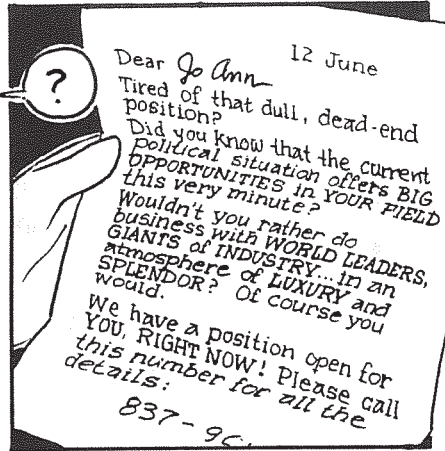 12 June
Dear Jo Ann
?
Tired of that dull, dead-end
position?
Did you know that the current
political situation offers BIG
OPPORTUNITIES in YOUR FIELD
this very minute?
Wouldn't you rather do
business with WORLD LEADERS,
GIANTS of INDUSTRY... in an
atmosphere of LUXURY and
SPLENDOR? Of course you
would.
We have a position open for
YOU, RIGHT NOW! Please call
this number for all the
details:
837-9